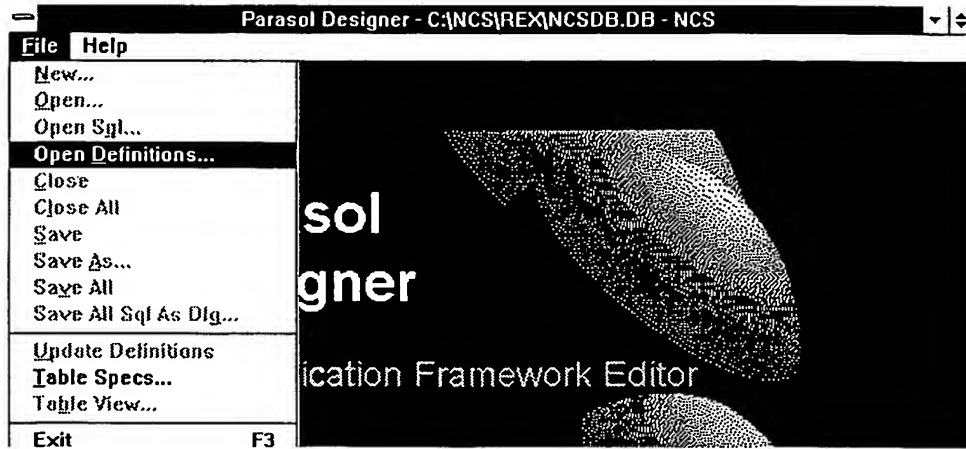 Parasol Designer - C:\NCS\REX\NCSDB.DB - NCS
File Help
New...
Open...
Open Sql...
Open Definitions...
Close
Close All
Save
Save As...
Save All
Save All Sql As Dlg...
Update Definitions
Table Specs...
Table View...
Exit F3
sol
gner
ication Framework Editor